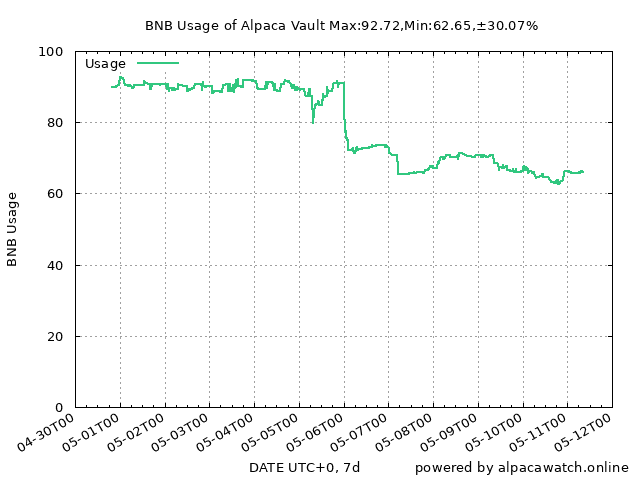 BNB Usage of Alpaca Vault Max:92.72,Min:62.65,±30.07%
Usage
100
80
60
40
20
0
BNB Usage
04-30T00
05-01T00
05-02T00
05-03T00
05-04T00
05-05T00
05-06T00
05-07T00
05-08T00
05-09T00
05-10T00
05-11T00
05-12T00
DATE UTC+0, 7d
powered by alpacawatch.online